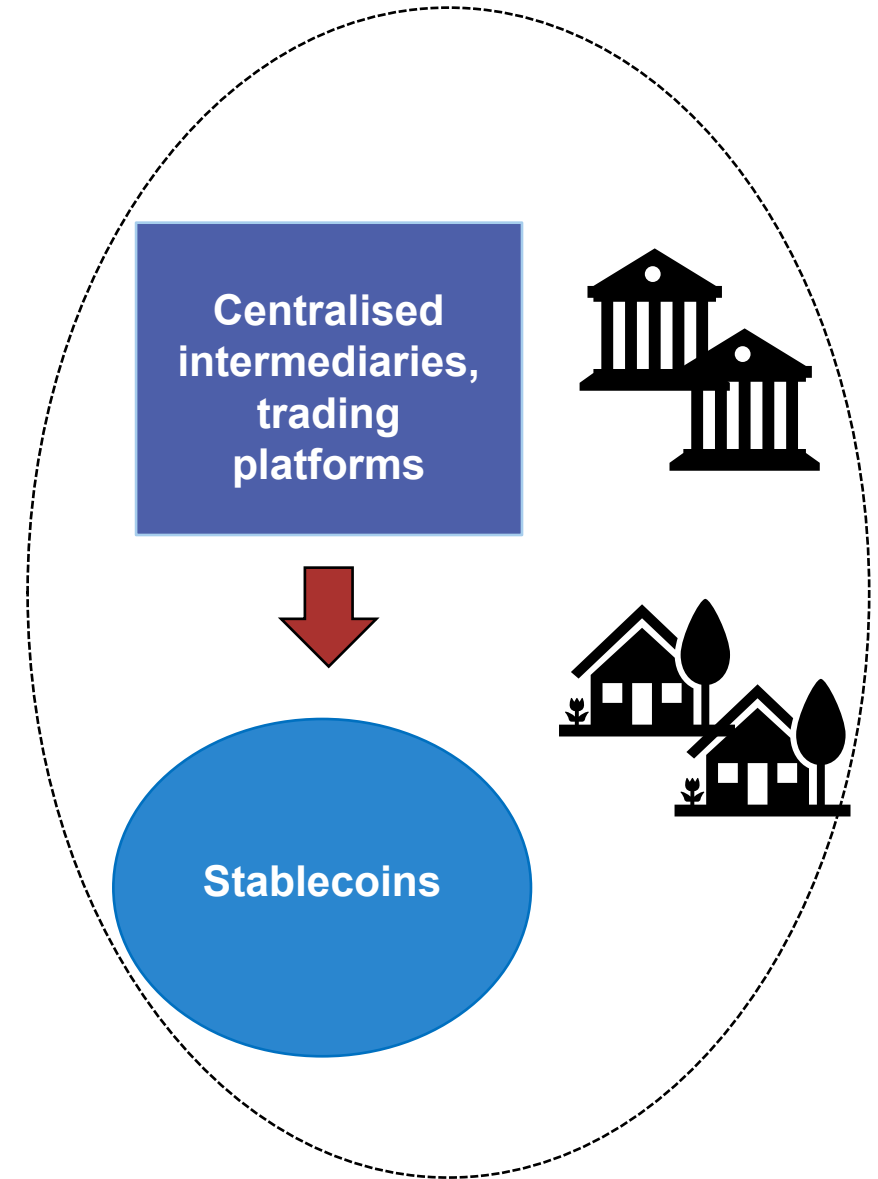 Centralised
intermediaries,
trading
platforms
Stablecoins